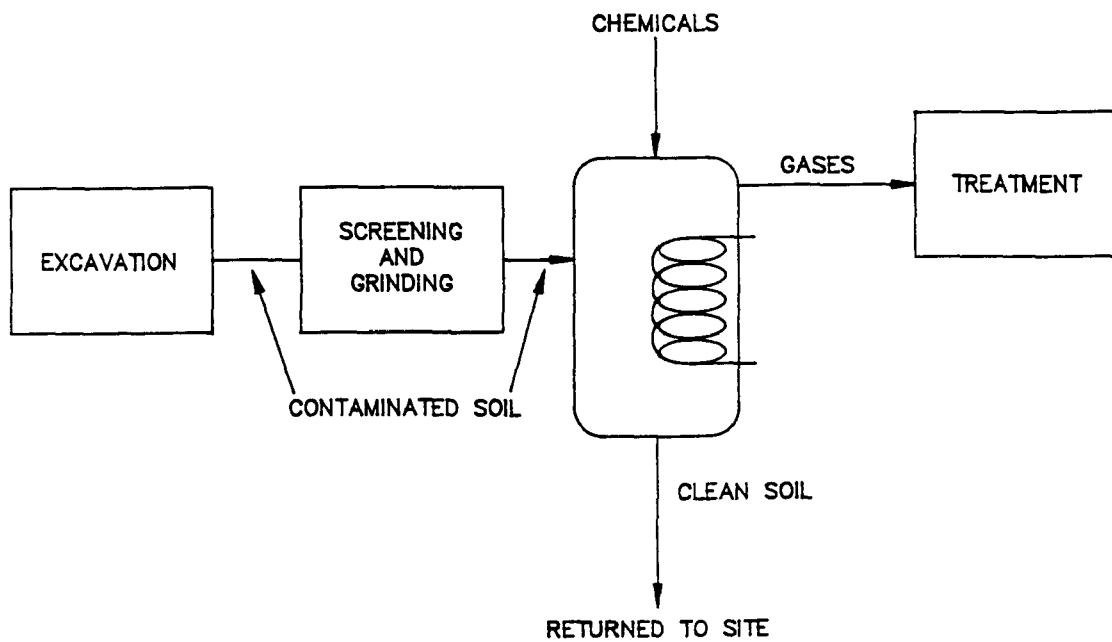 CHEMICALS
GASES
TREATMENT
EXCAVATION
SCREENING
AND
GRINDING
CONTAMINATED SOIL
CLEAN SOIL
RETURNED TO SITE